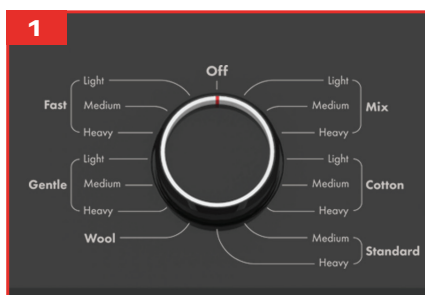 1
Off
Fast
Light
Medium
Heavy
Gentle
Light
Medium
Heavy
Wool
Light
Medium
Heavy
Mix
Light
Medium
Heavy
Cotton
Medium
Heavy
Standard